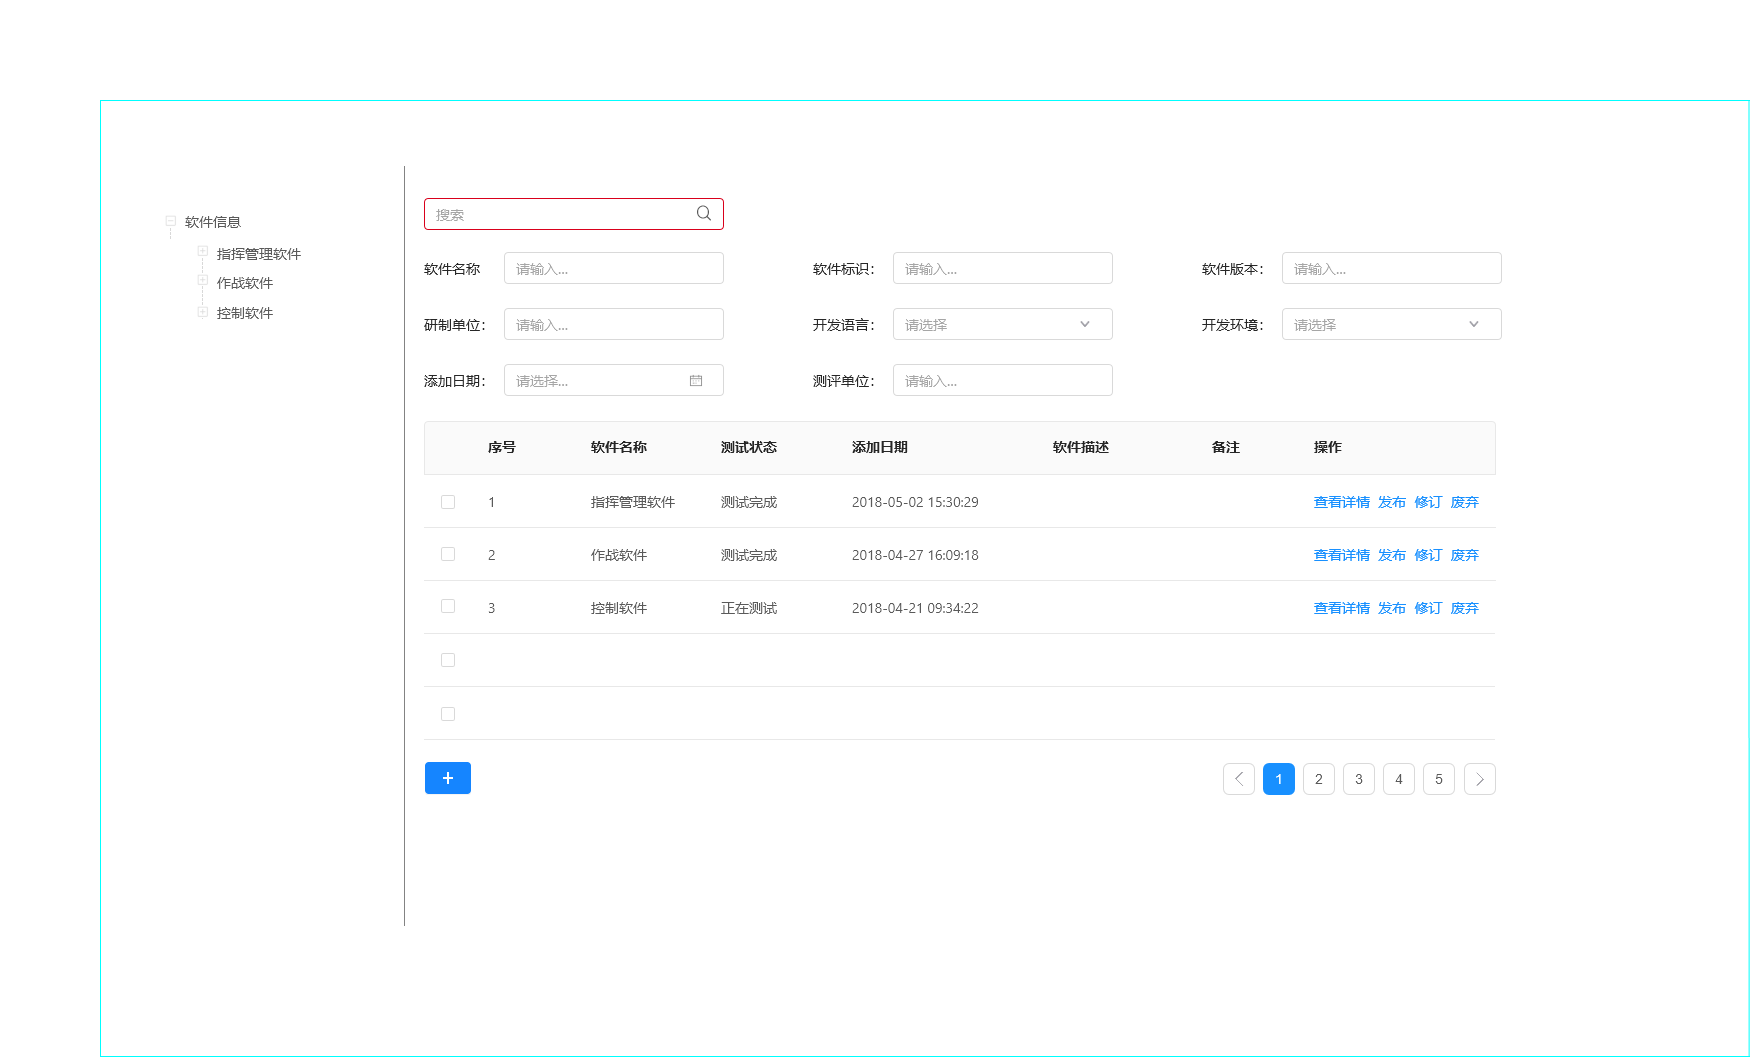 软件信息
指挥管理软件
作战软件
控制软件
搜索
软件名称 请输入... 软件标识： 请输入... 软件版本： 请输入...
研制单位： 请输入... 开发语言： 请选择 开发环境： 请选择
添加日期： 请选择... 测评单位： 请输入...
序号 软件名称 测试状态 添加日期 软件描述 备注 操作
1 指挥管理软件 测试完成 2018-05-02 15:30:29 查看详情 发布 修订 废弃
2 作战软件 测试完成 2018-04-27 16:09:18 查看详情 发布 修订 废弃
3 控制软件 正在测试 2018-04-21 09:34:22 查看详情 发布 修订 废弃
+ 1 2 3 4 5